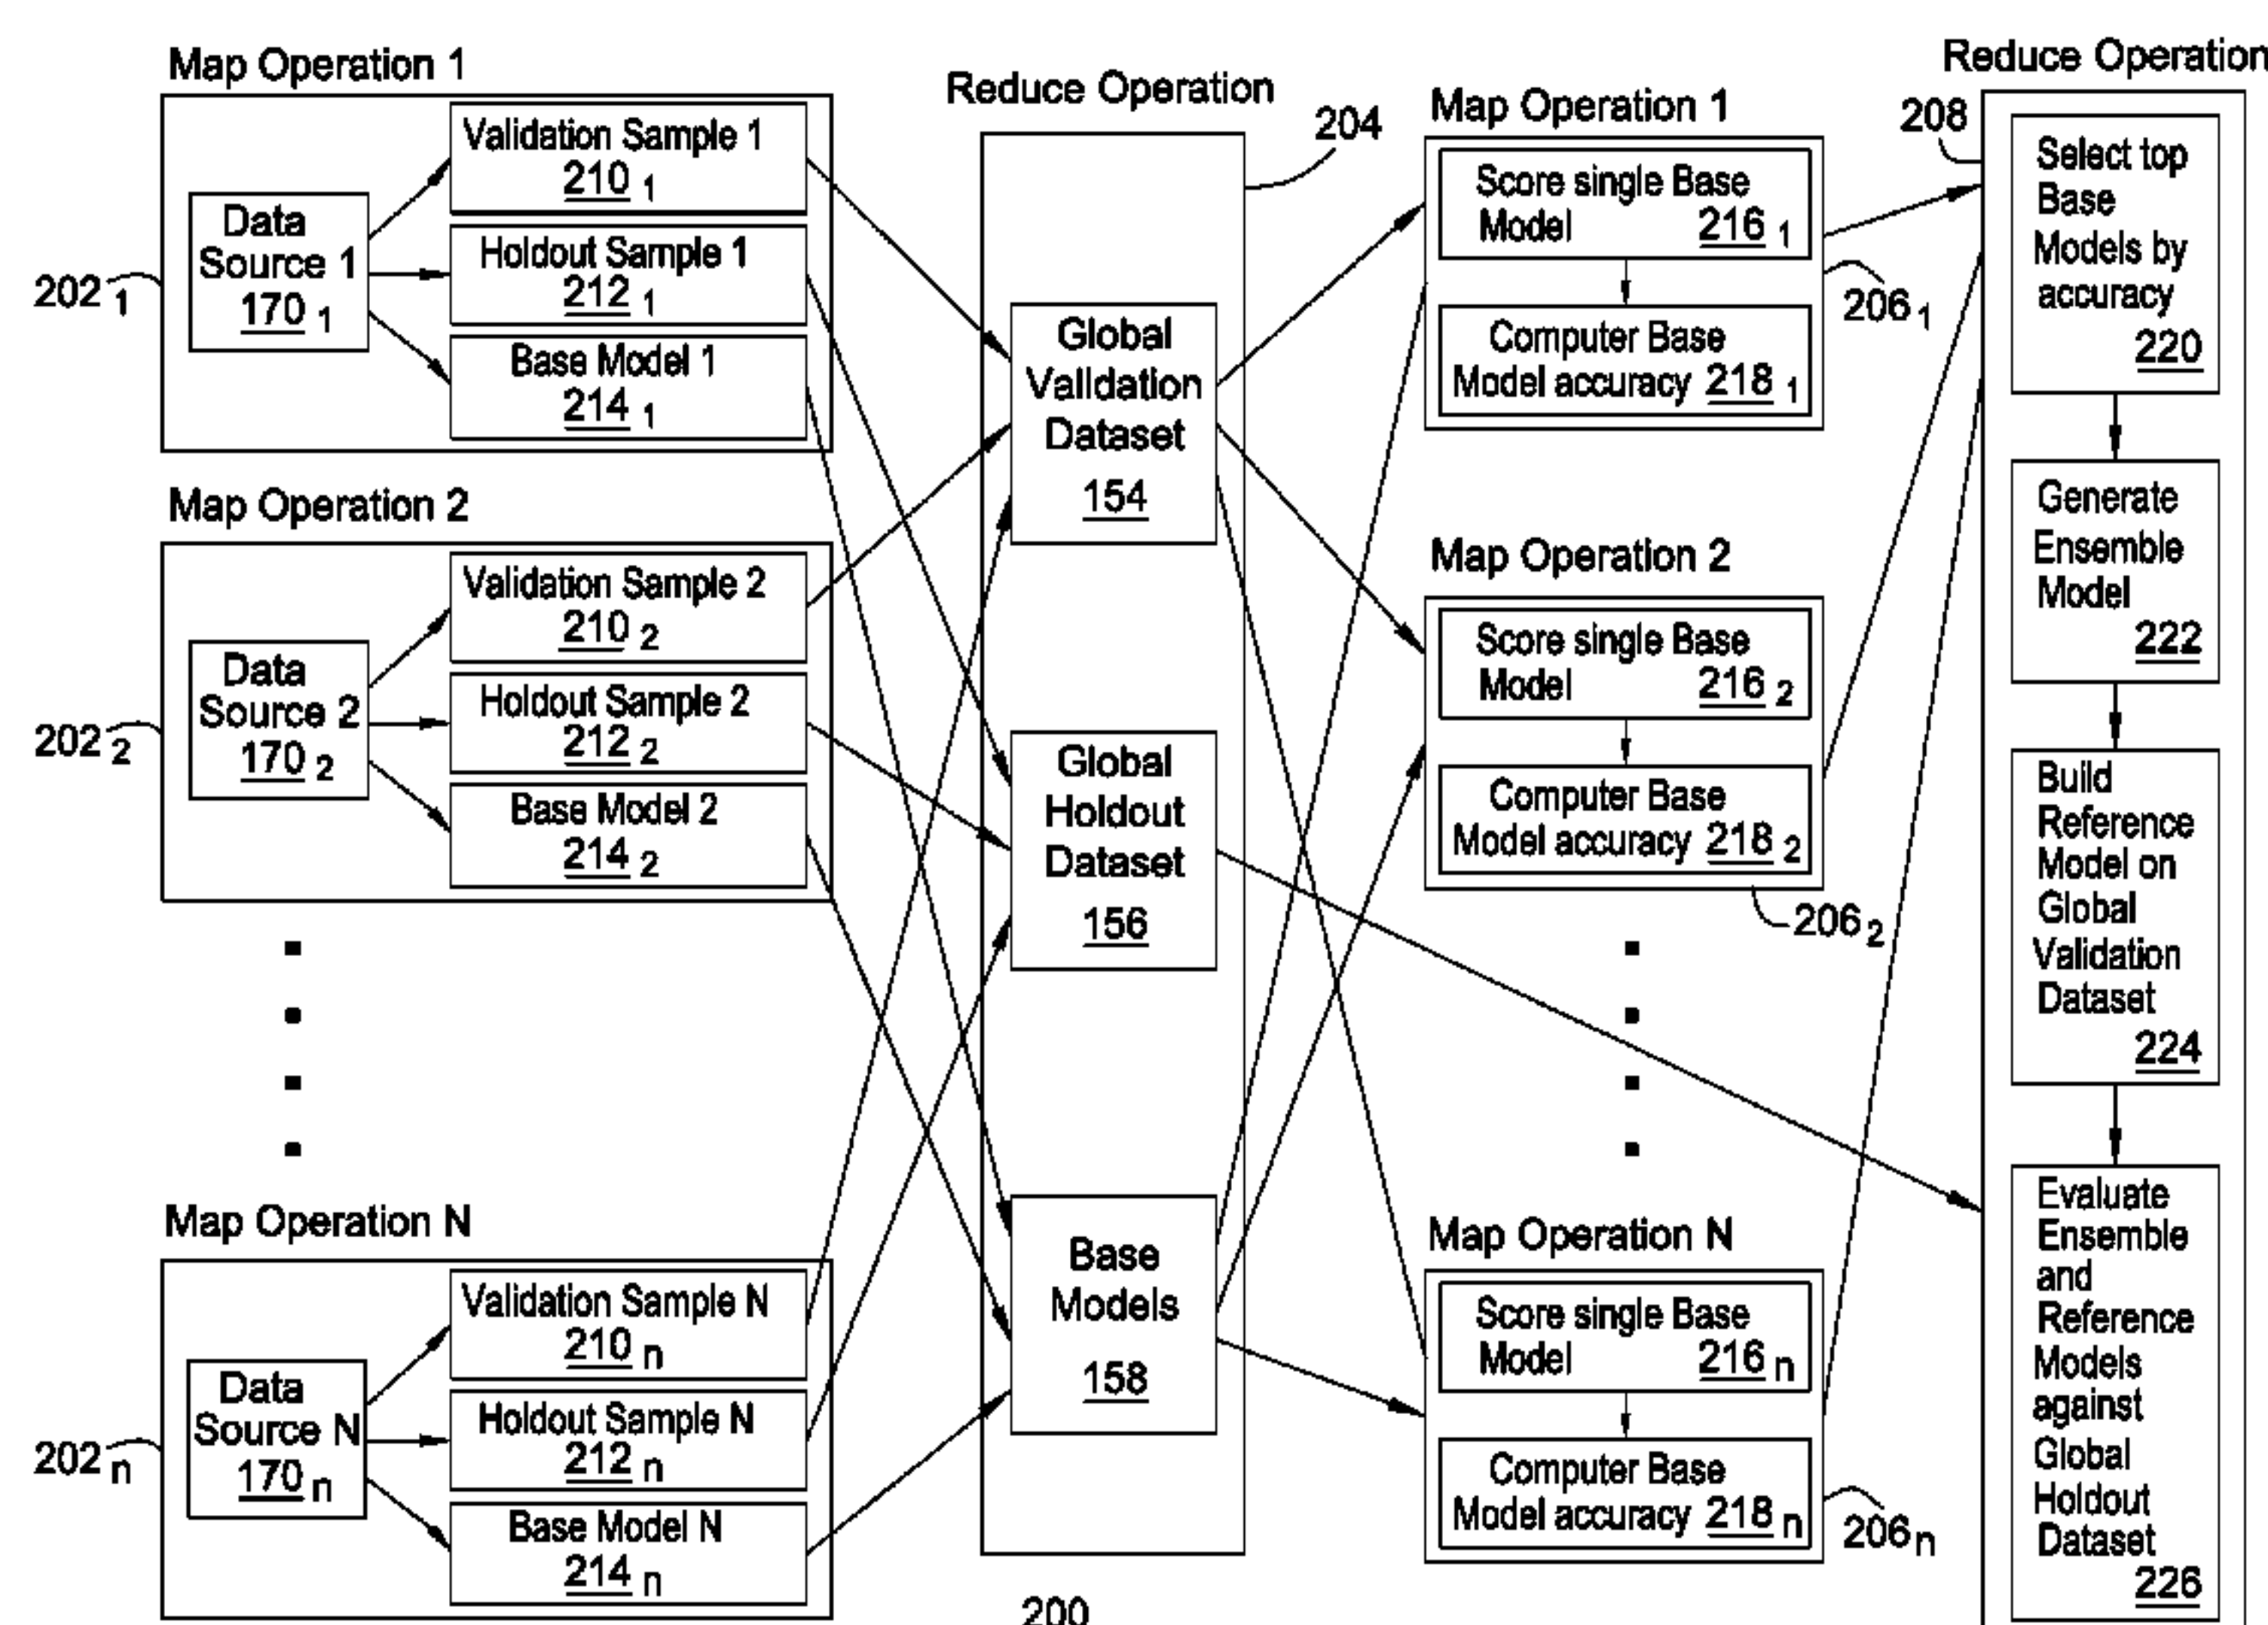 Map Operation 1
202 1
Data
Source 1
170 1
Validation Sample 1
210 1
Holdout Sample 1
212 1
Base Model 1
214 1
Map Operation 2
202 2
Data
Source 2
170 2
Validation Sample 2
210 2
Holdout Sample 2
212 2
Base Model 2
214 2
Map Operation N
202 n
Data
Source N
170 n
Validation Sample N
210 n
Holdout Sample N
212 n
Base Model N
214 n
Reduce Operation
204
Global
Validation
Dataset
154
Global
Holdout
Dataset
156
Base
Models
158
200
Map Operation 1
Score single Base
Model 216 1
Computer Base
Model accuracy 218 1
206 1
Map Operation 2
Score single Base
Model 216 2
Computer Base
Model accuracy 218 2
206 2
Map Operation N
Score single Base
Model 216 n
Computer Base
Model accuracy 218 n
206 n
Reduce Operation
208
Select top
Base
Models by
accuracy
220
Generate
Ensemble
Model
222
Build
Reference
Model on
Global
Validation
Dataset
224
Evaluate
Ensemble
and
Reference
Models
against
Global
Holdout
Dataset
226